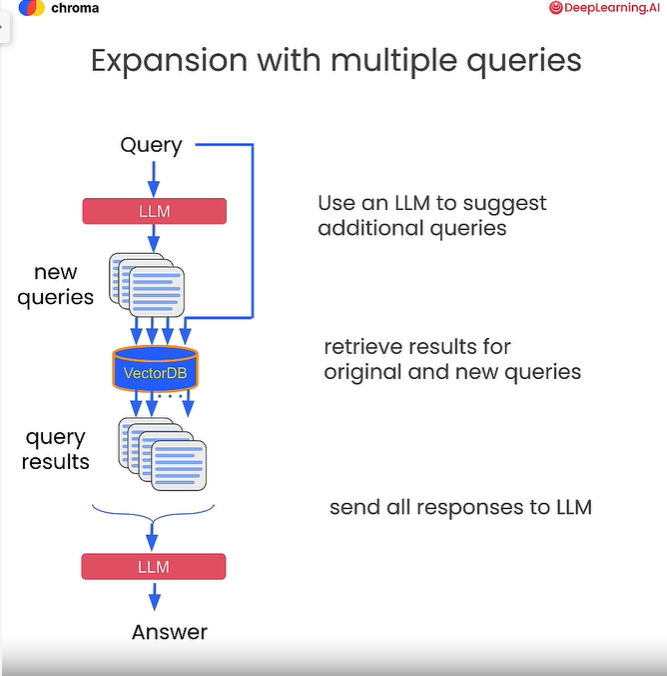 chroma
DeepLearning.AI
Expansion with multiple queries
Query
LLM
Use an LLM to suggest
additional queries
new
queries
VectorDB
retrieve results for
original and new queries
query
results
send all responses to LLM
LLM
Answer